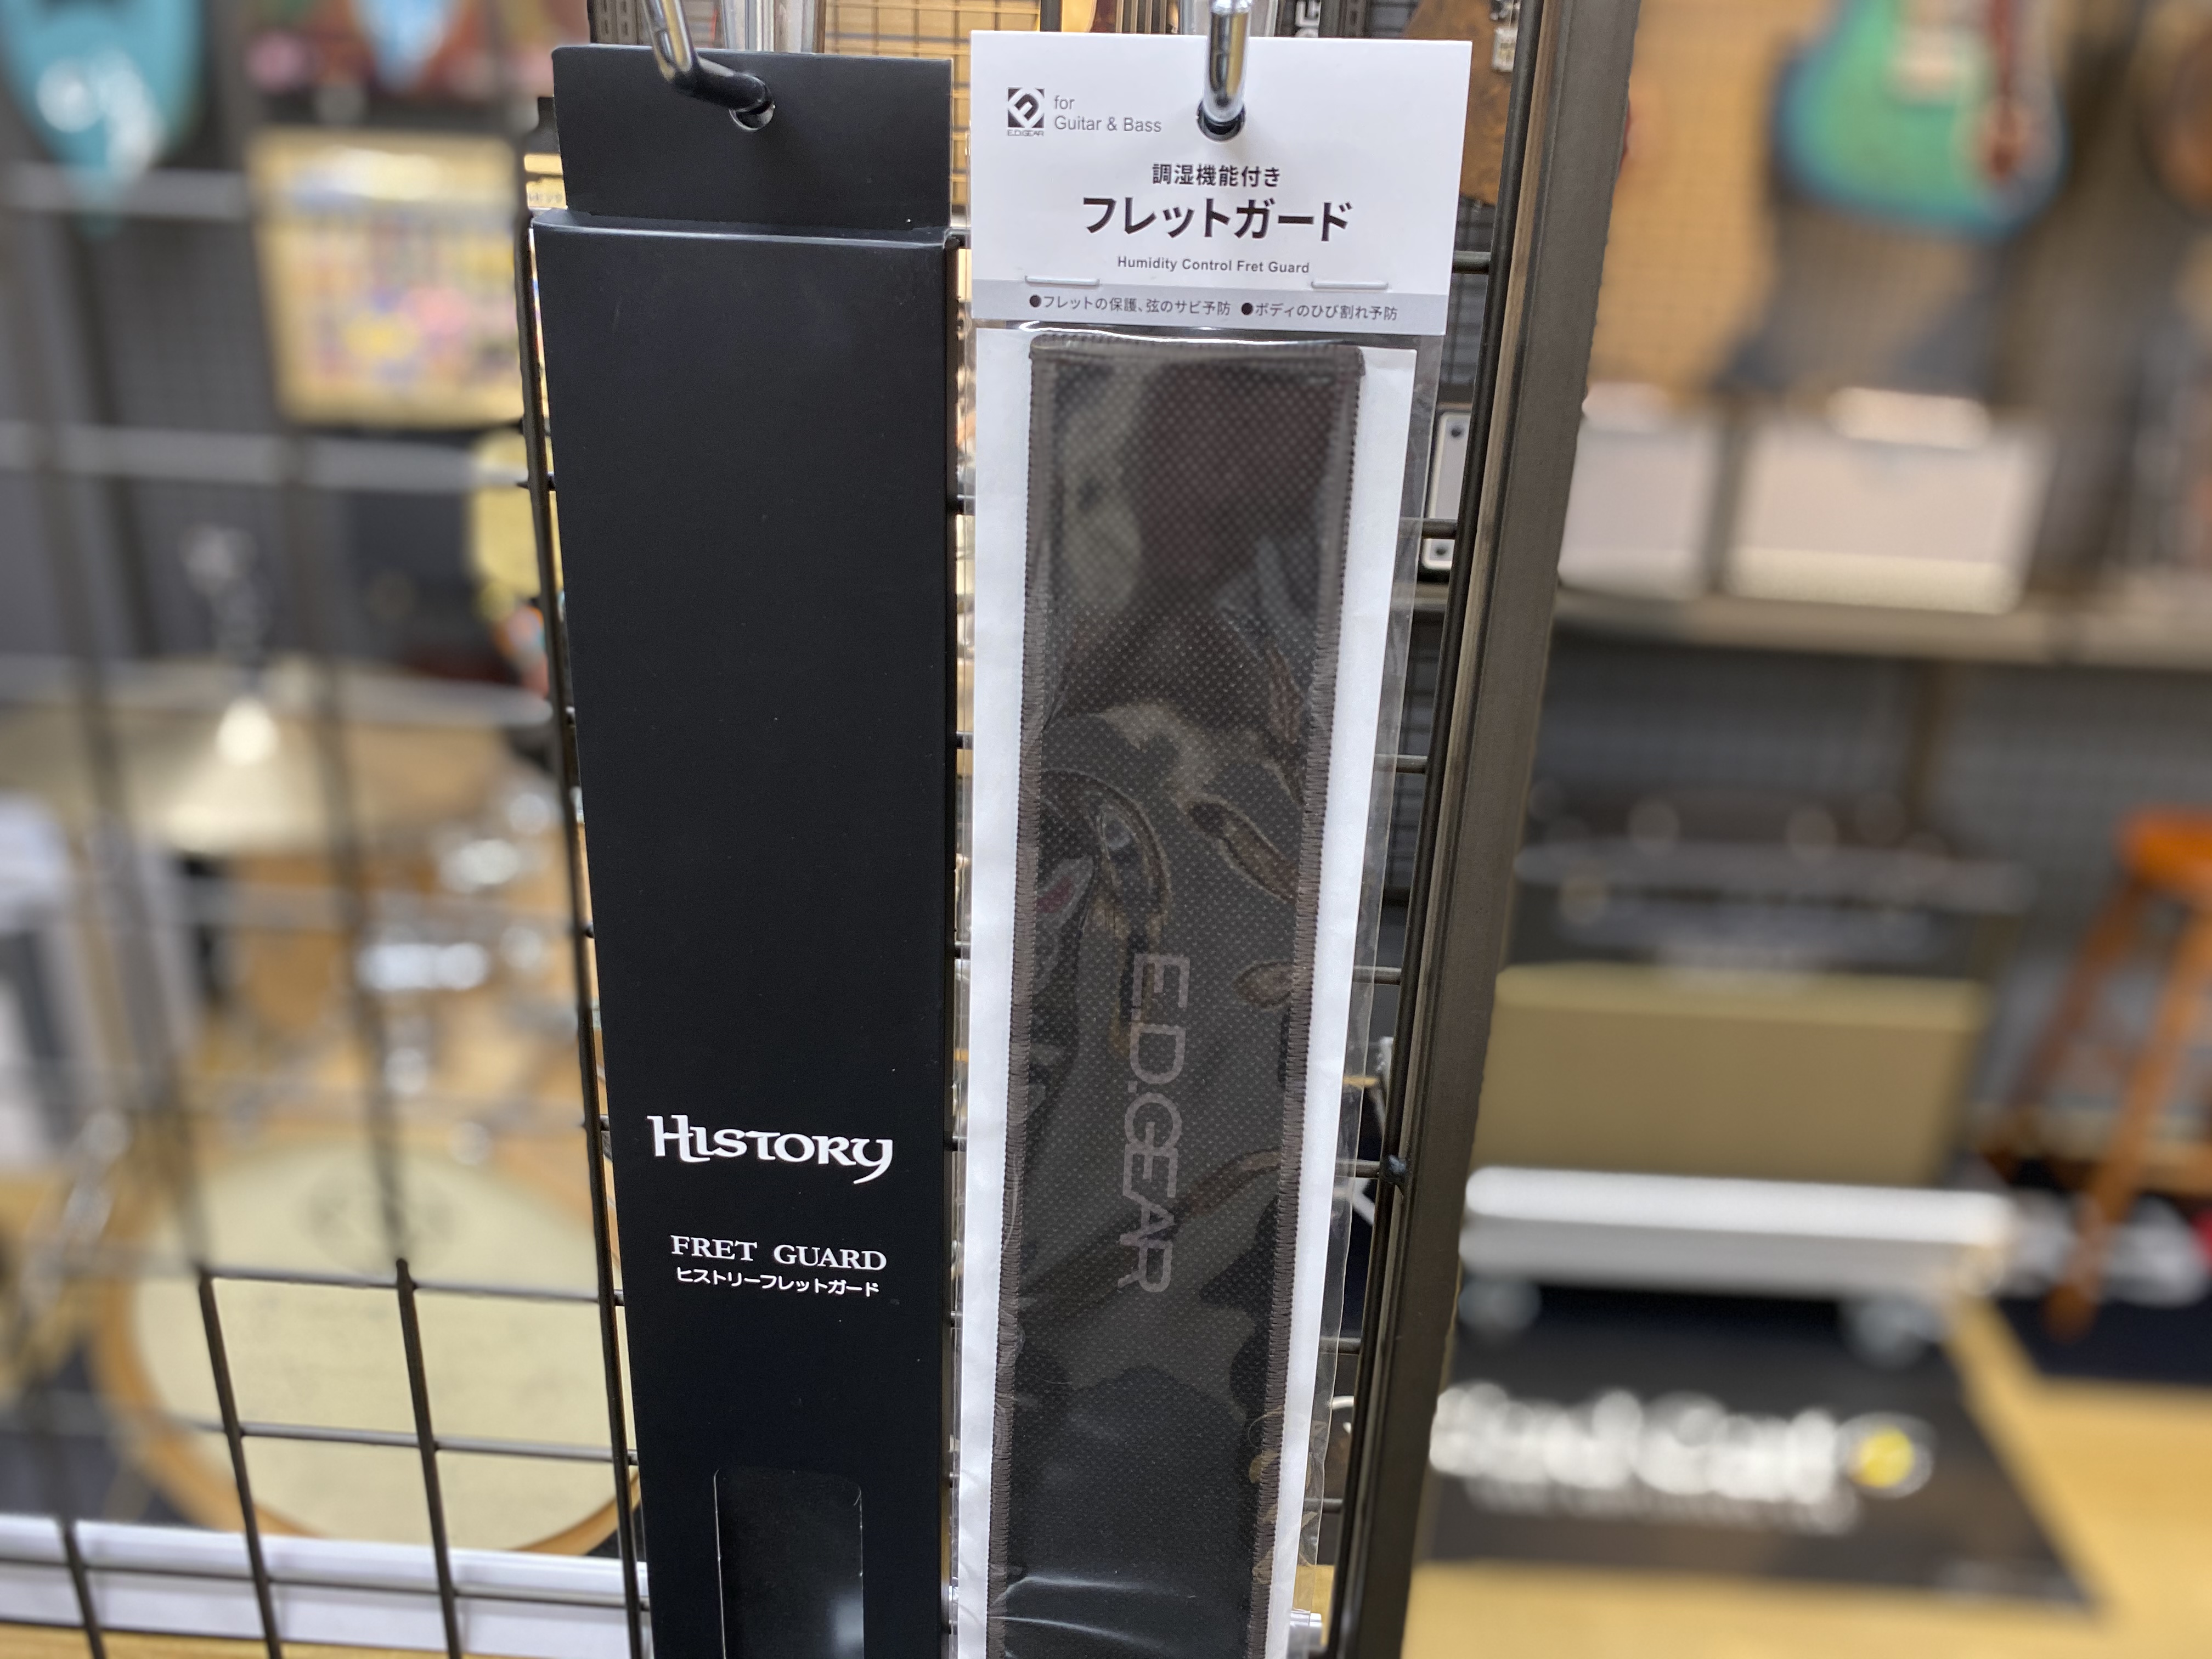 HISTORY
FRET GUARD
ヒストリーフレットガード
E.D.GEAR
for
Guitar & Bass
調湿機能付き
フレットガード
Humidity Control Fret Guard
●フレットの保護、弦のサビ予防 ●ボディのひび割れ予防
E.D.GEAR